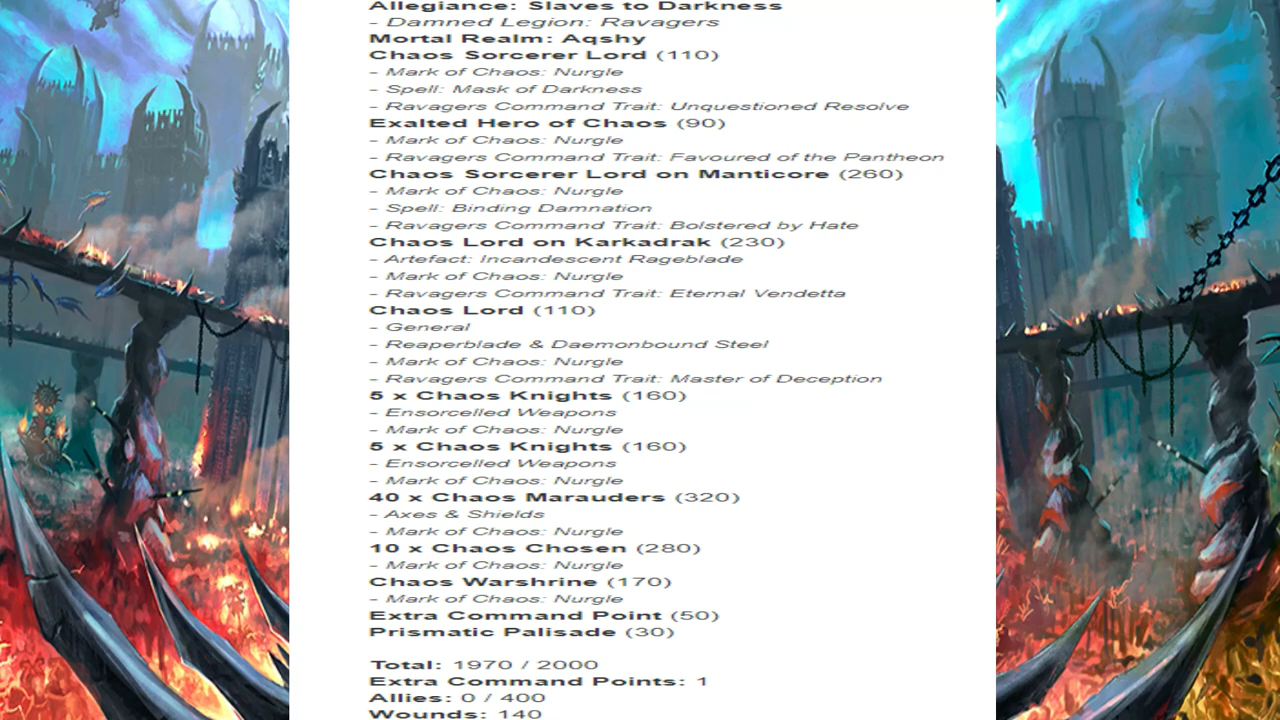 Allegiance: Slaves to Darkness
- Damned Legion: Ravagers
Mortal Realm: Aqshy
Chaos Sorcerer Lord (110)
- Mark of Chaos: Nurgle
- Spell: Mask of Darkness
- Ravagers Command Trait: Unquestioned Resolve
Exalted Hero of Chaos (90)
- Mark of Chaos: Nurgle
- Ravagers Command Trait: Favoured of the Pantheon
Chaos Sorcerer Lord on Manticore (260)
- Mark of Chaos: Nurgle
- Spell: Binding Damnation
- Ravagers Command Trait: Bolstered by Hate
Chaos Lord on Karkadrak (230)
- Artefact: Incandescent Rageblade
- Mark of Chaos: Nurgle
- Ravagers Command Trait: Eternal Vendetta
Chaos Lord (110)
- General
- Reaperblade & Daemonbound Steel
- Mark of Chaos: Nurgle
- Ravagers Command Trait: Master of Deception
5 x Chaos Knights (160)
- Ensorcelled Weapons
- Mark of Chaos: Nurgle
5 x Chaos Knights (160)
- Ensorcelled Weapons
- Mark of Chaos: Nurgle
40 x Chaos Marauders (320)
- Axes & Shields
- Mark of Chaos: Nurgle
10 x Chaos Chosen (280)
- Mark of Chaos: Nurgle
Chaos Warshrine (170)
- Mark of Chaos: Nurgle
Extra Command Point (50)
Prismatic Palisade (30)
Total: 1970 / 2000
Extra Command Points: 1
Allies: 0 / 400
Wounds: 140